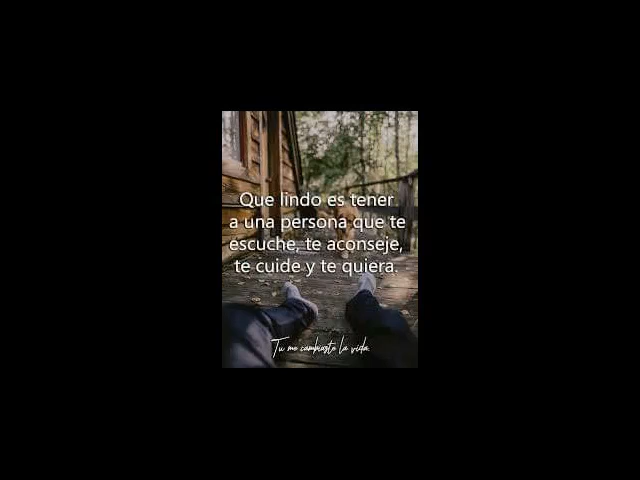 Que lindo es tener
a una persona que te
escuche, te aconseje,
te cuide y te quiera.
Tu me cambiaste la vida.